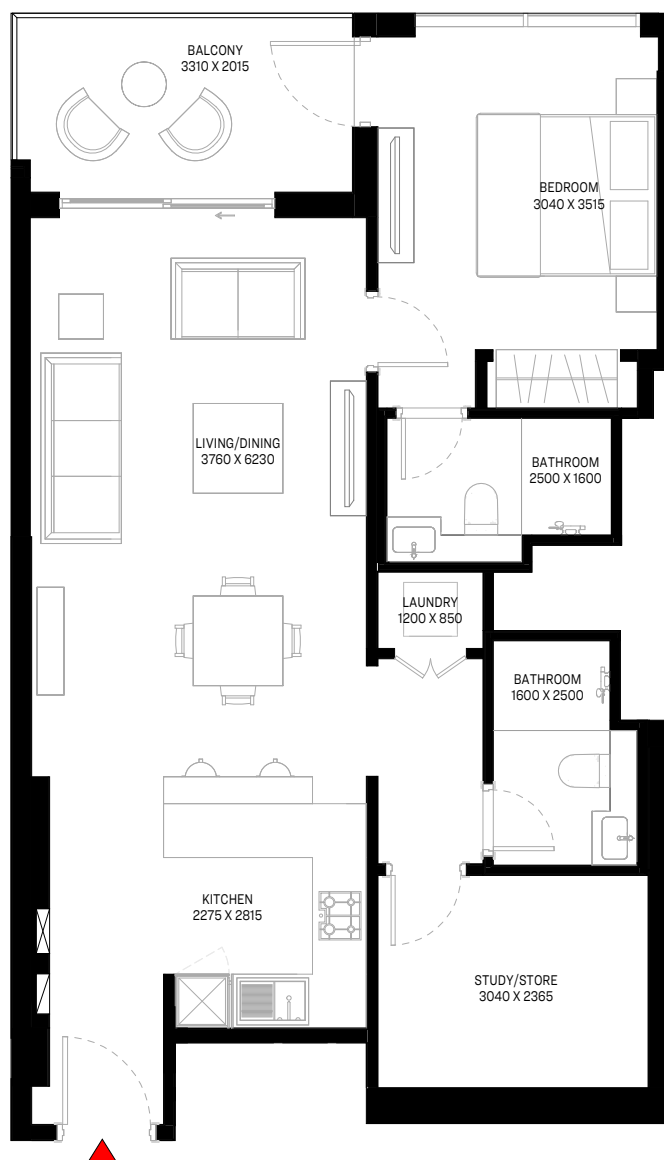 BALCONY
3310 X 2015
BEDROOM
3040 X 3515
LIVING/DINING
3760 X 6230
BATHROOM
2500 X 1600
LAUNDRY
1200 X 850
BATHROOM
1600 X 2500
KITCHEN
2275 X 2815
STUDY/STORE
3040 X 2365